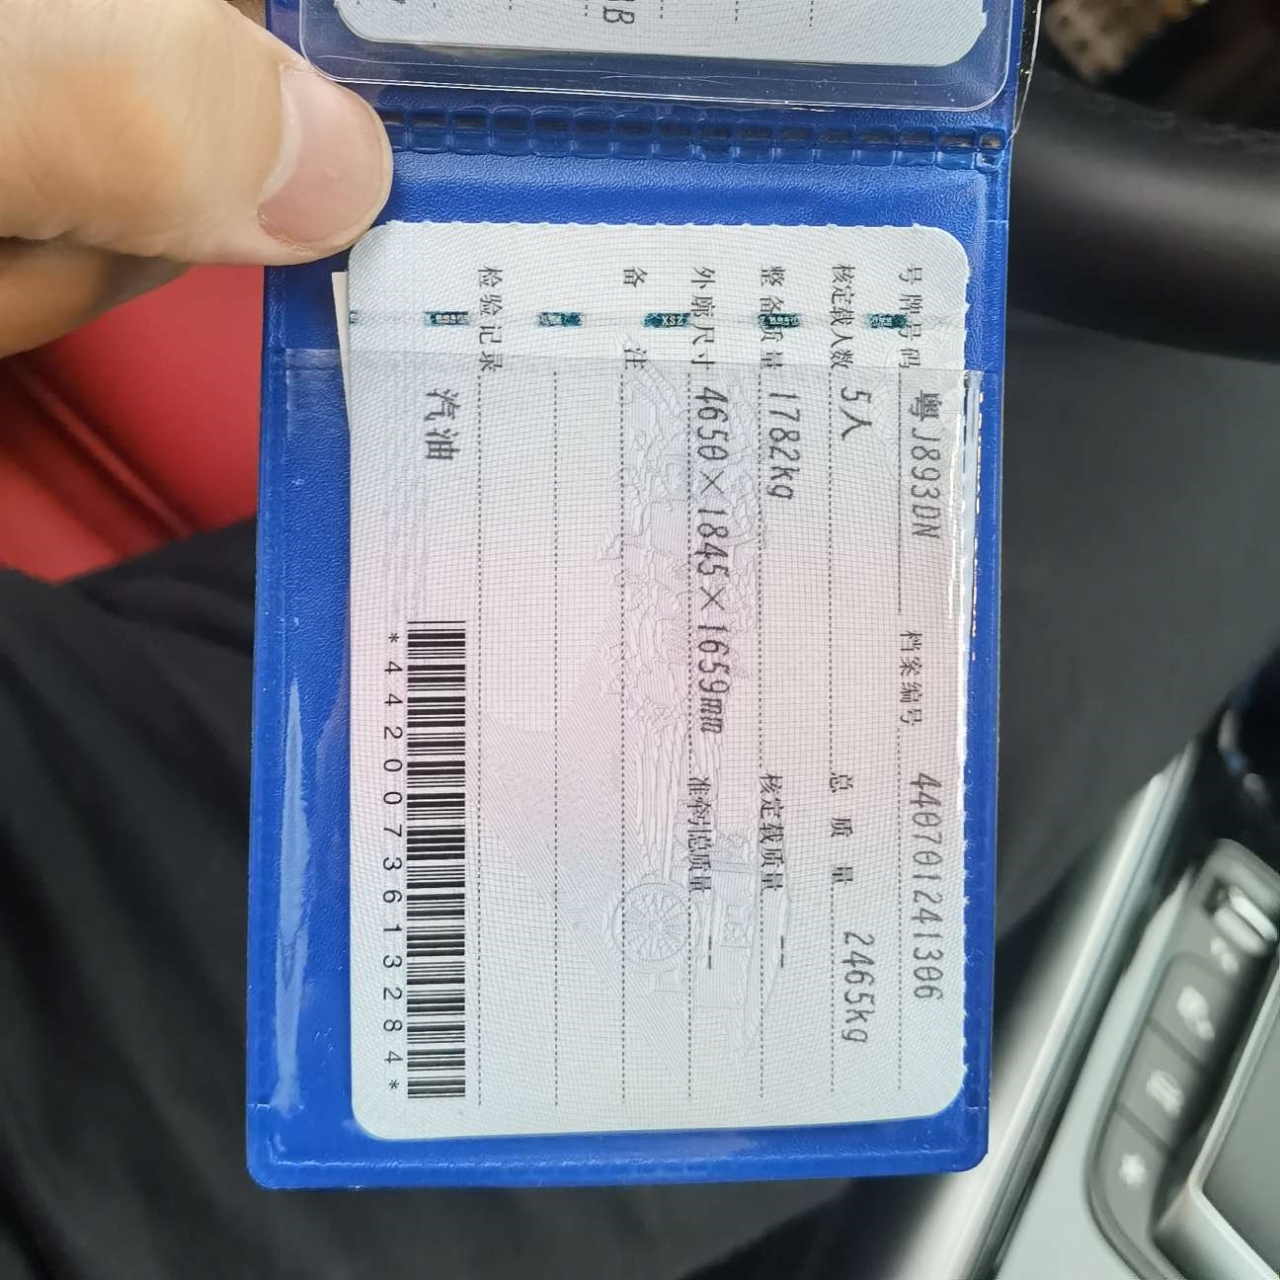 号牌号码 粤J893DN 档案编号 440701241306
核定载人数 5人 总质量 2465kg
整备质量 1782kg 核定载质量 --
外廓尺寸 4650×1845×1659mm 准牵引总质量 --
备注
检验记录
汽油
*4420073613284*